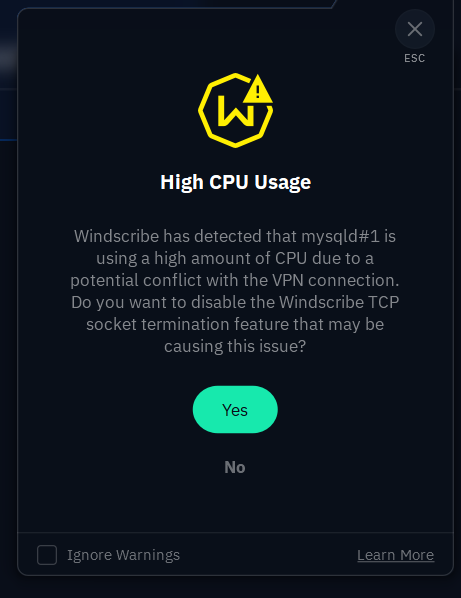 ESC
High CPU Usage
Windscribe has detected that mysqld#1 is
using a high amount of CPU due to a
potential conflict with the VPN connection.
Do you want to disable the Windscribe TCP
socket termination feature that may be
causing this issue?
Yes
No
Ignore Warnings
Learn More